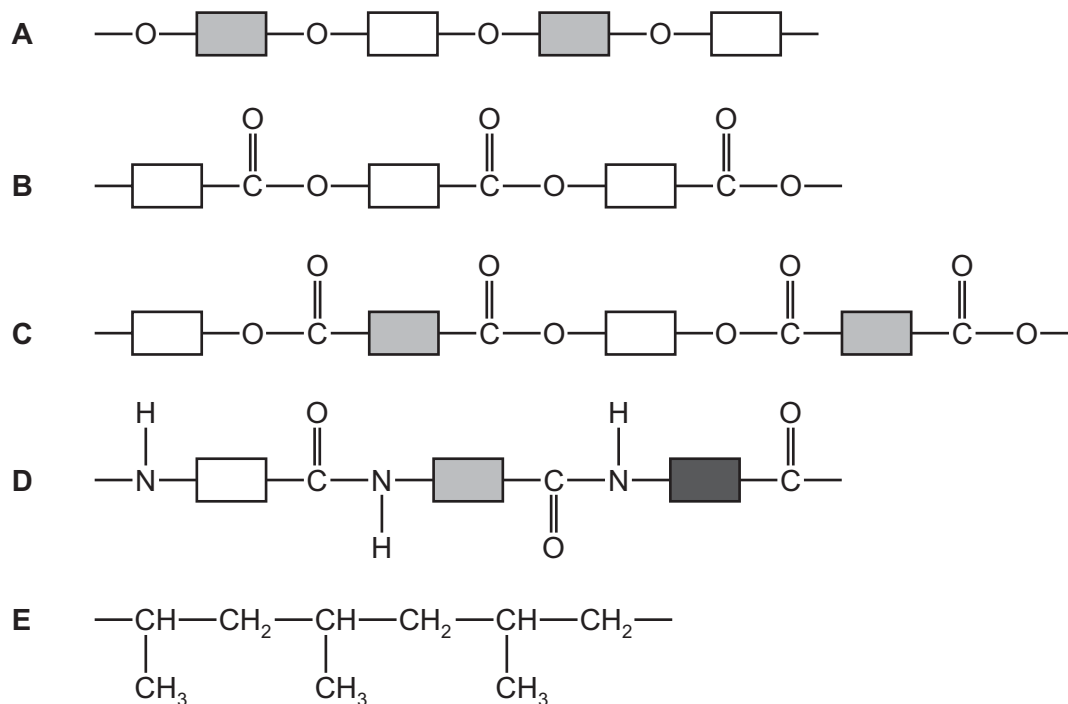 A O O O O
O O O
B C O C O C O
O O O O
C O C C O O C C O
H O H O
D N C N C N C
H O
E CH CH₂ CH CH₂ CH CH₂
CH₃ CH₃ CH₃